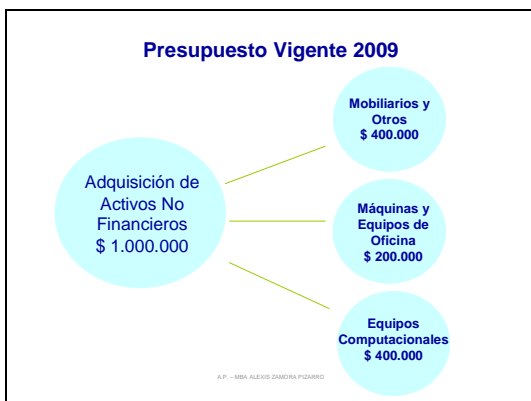 Presupuesto Vigente 2009
Mobiliarios y
Otros
$ 400.000
Adquisición de
Activos No
Financieros
$ 1.000.000
Máquinas y
Equipos de
Oficina
$ 200.000
Equipos
Computacionales
$ 400.000
A.P. – MBA ALEXIS ZAMORA PIZARRO